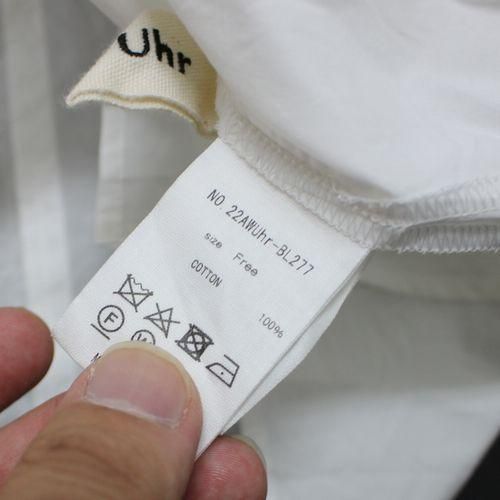 Uhr
NO. 22AWUhr-BL277
size Free
COTTON 100%
F